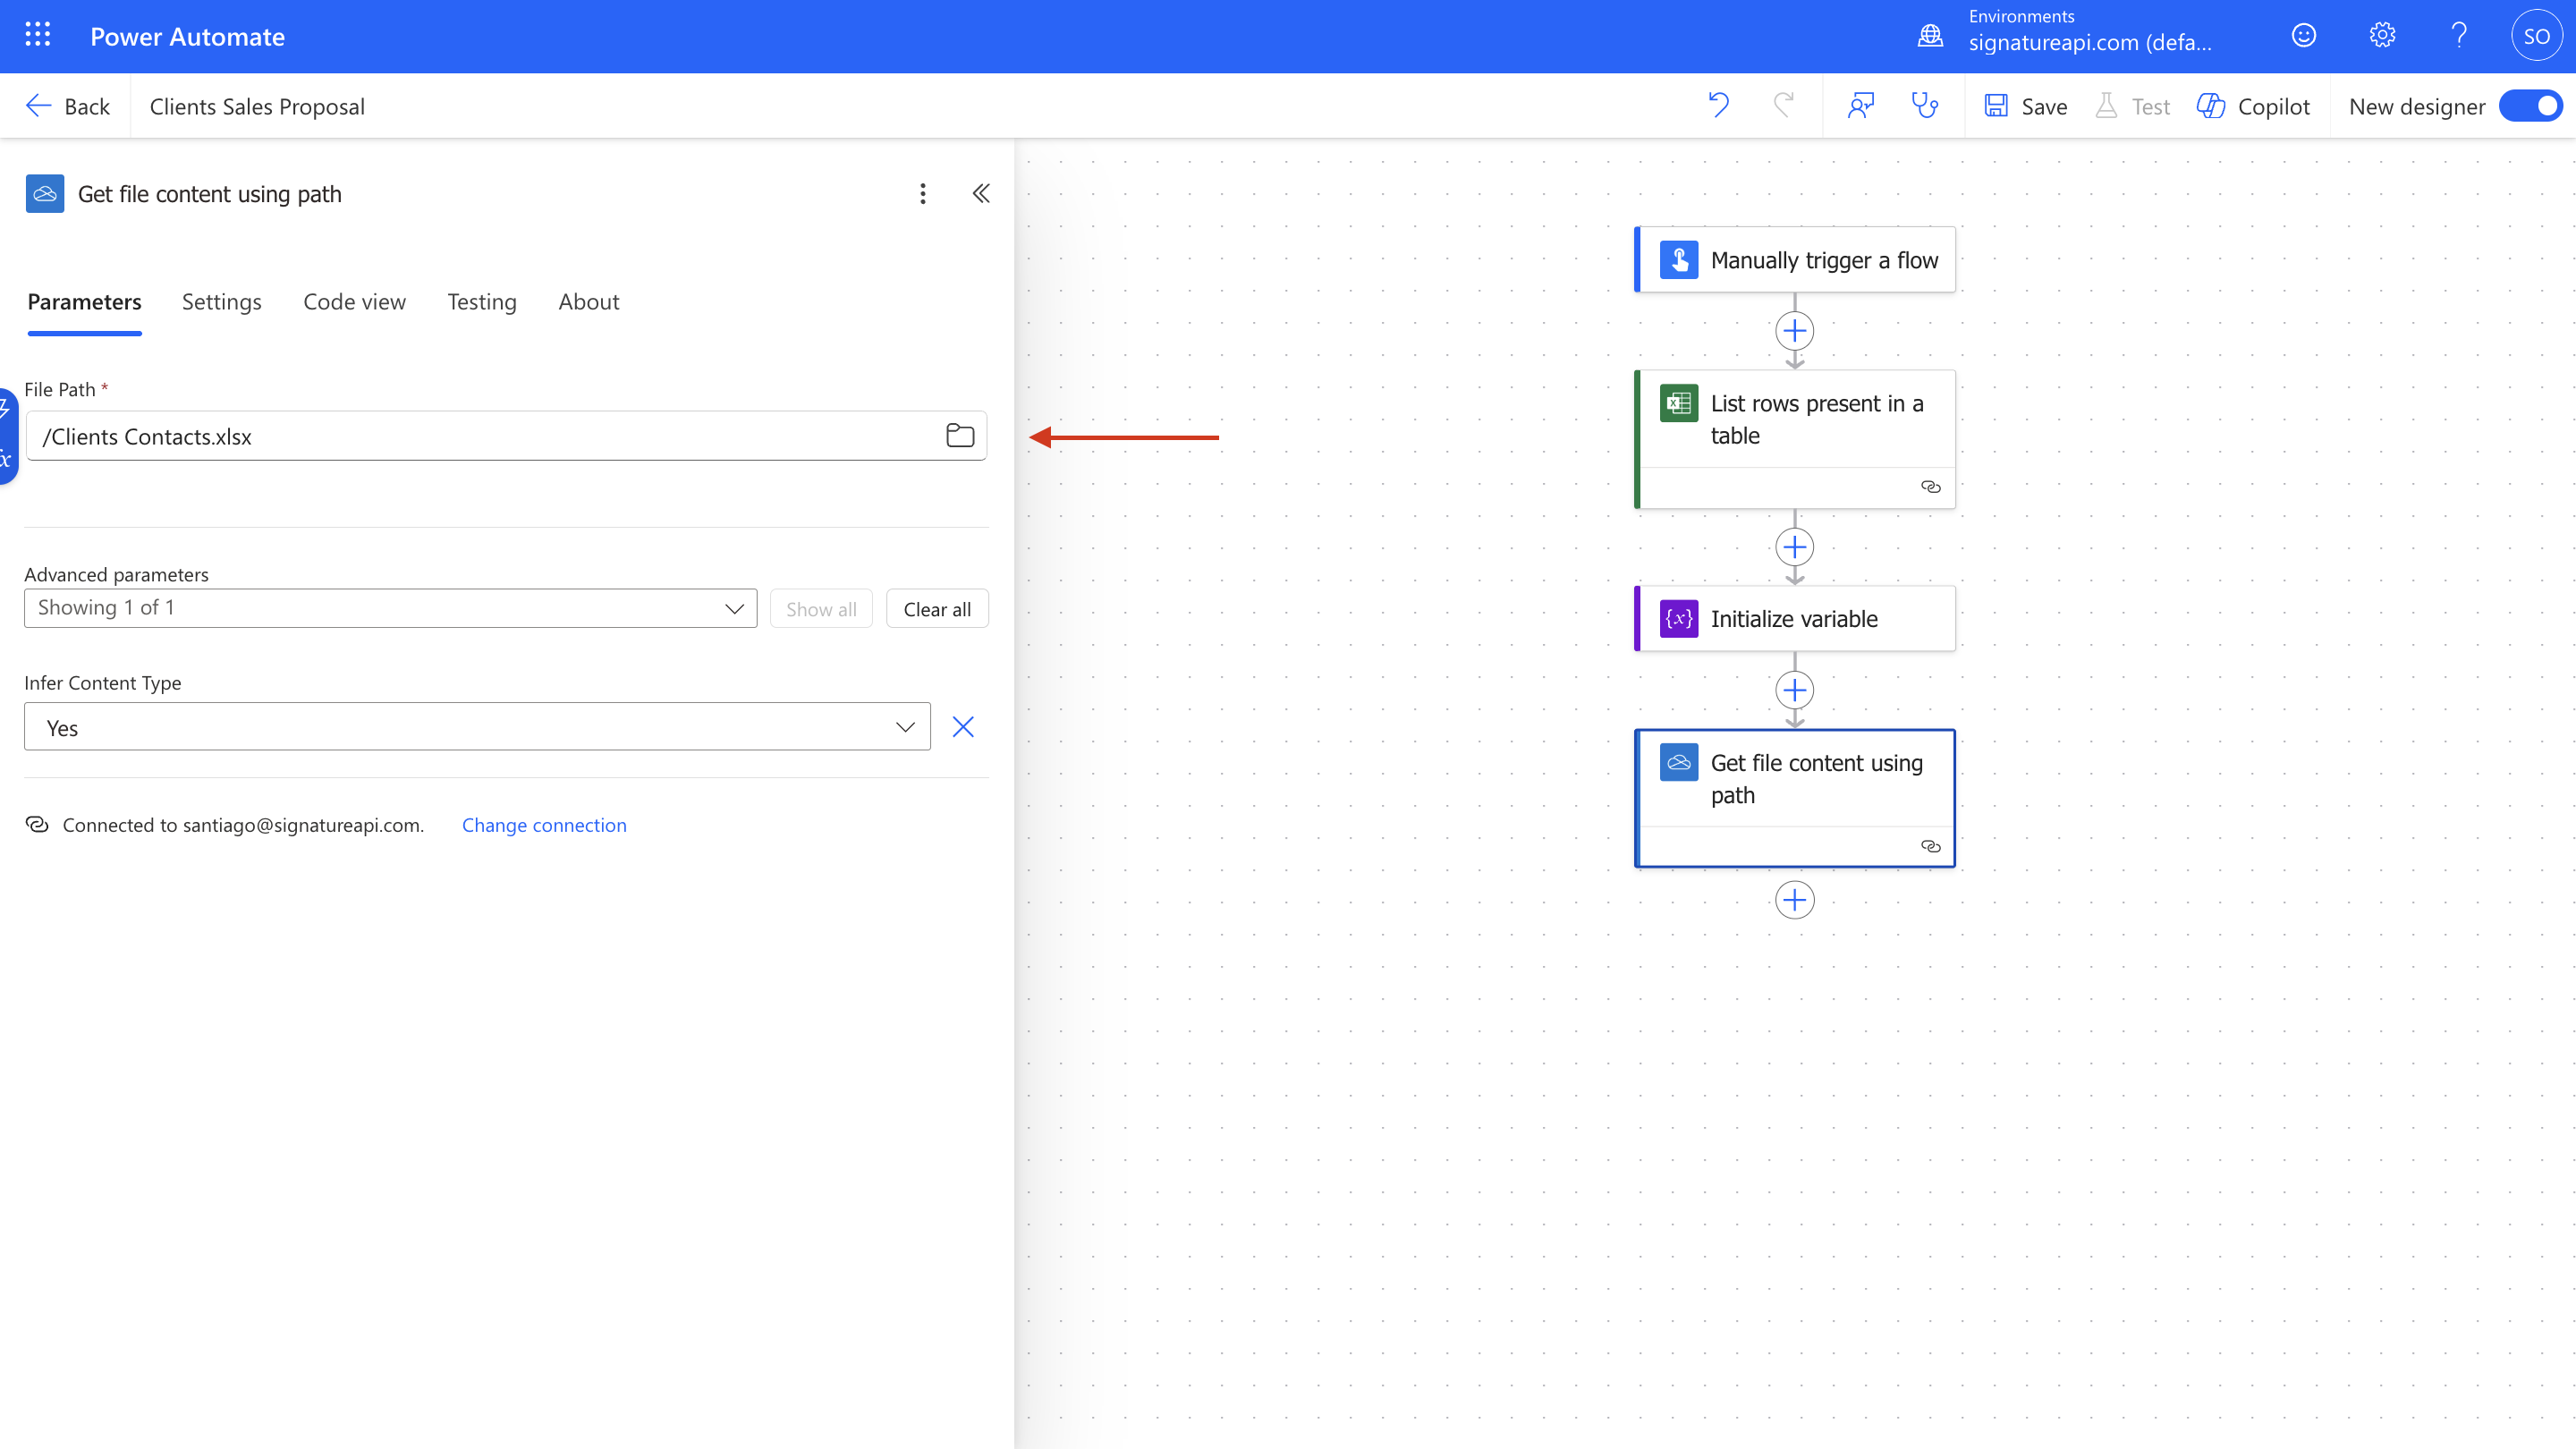 Power Automate
Environments
signatureapi.com (defa...
SO
Back
Clients Sales Proposal
Save
Test
Copilot
New designer
Get file content using path
Parameters
Settings
Code view
Testing
About
File Path *
/Clients Contacts.xlsx
fx
Advanced parameters
Showing 1 of 1
Show all
Clear all
Infer Content Type
Yes
Connected to santiago@signatureapi.com.
Change connection
Manually trigger a flow
List rows present in a
table
{x}
Initialize variable
Get file content using
path